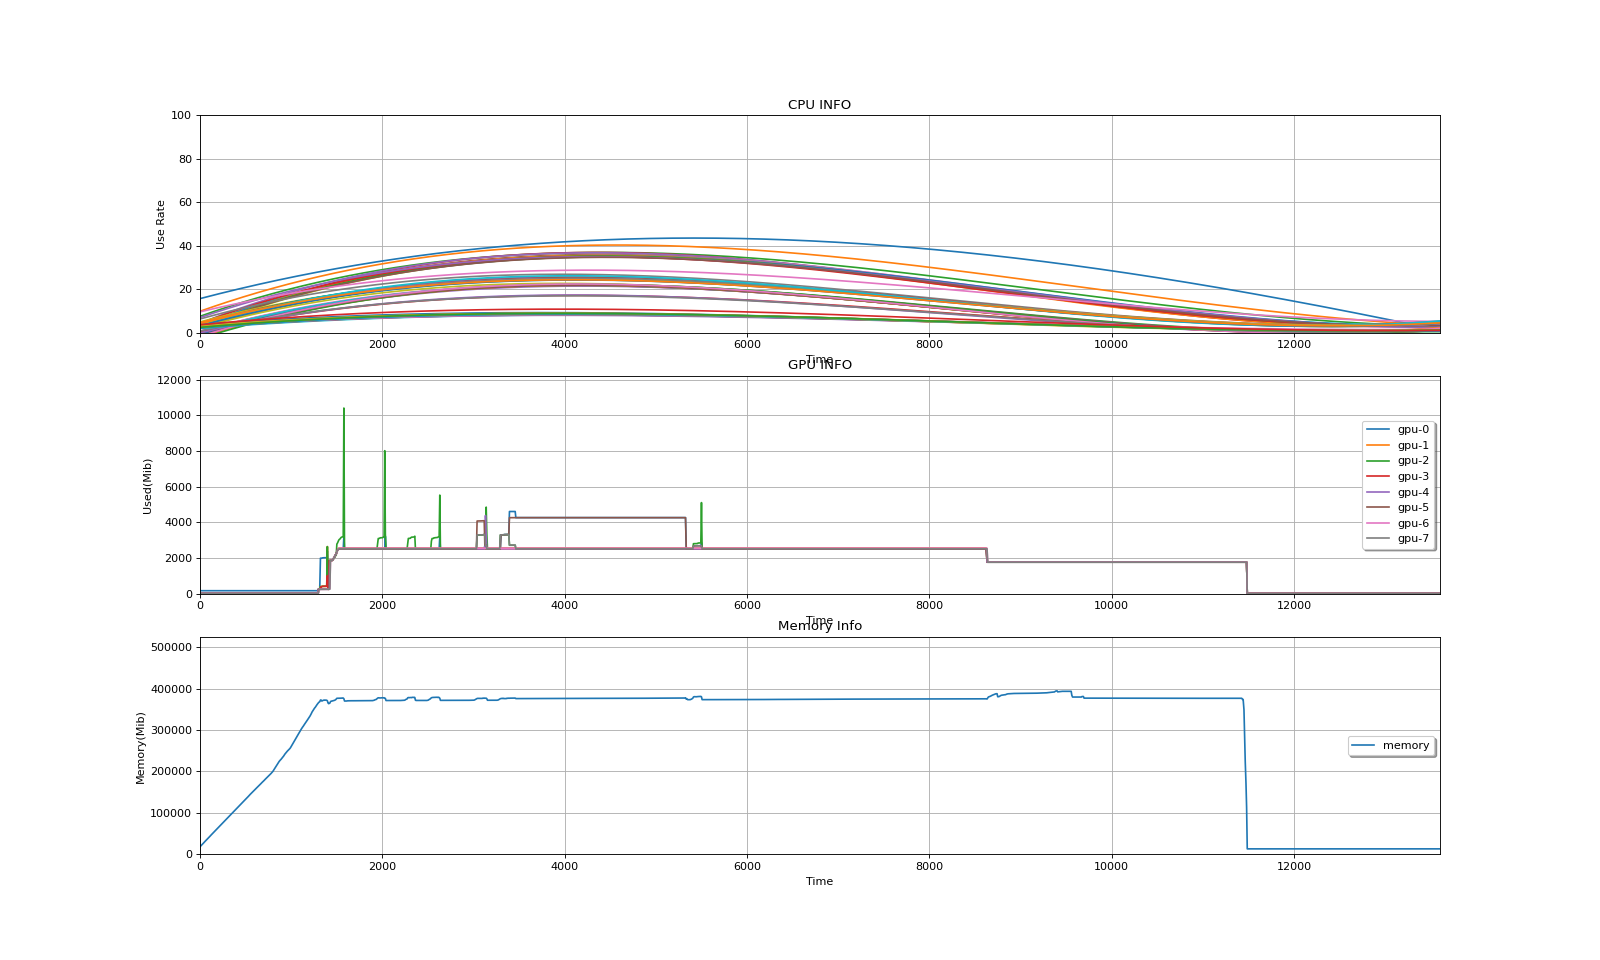 CPU INFO
100
80
60
40
20
0
Use Rate
0 2000 4000 6000 8000 10000 12000
Time
GPU INFO
12000
10000
8000
6000
4000
2000
0
Used(Mib)
gpu-0
gpu-1
gpu-2
gpu-3
gpu-4
gpu-5
gpu-6
gpu-7
0 2000 4000 6000 8000 10000 12000
Time
Memory Info
500000
400000
300000
200000
100000
0
Memory(Mib)
memory
0 2000 4000 6000 8000 10000 12000
Time